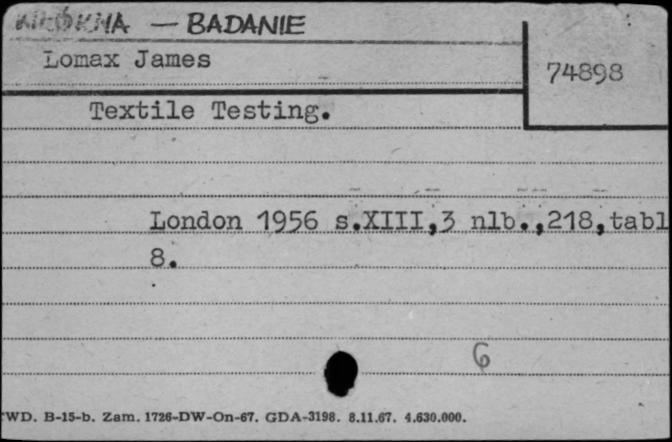 WŁÓKNA — BADANIE
Lomax James
74898
Textile Testing.
London 1956 s.XIII,3 nlb.,218,tabl
8.
6
WD. B-15-b. Zam. 1726-DW-On-67. GDA-3198. 8.11.67. 4.630.000.